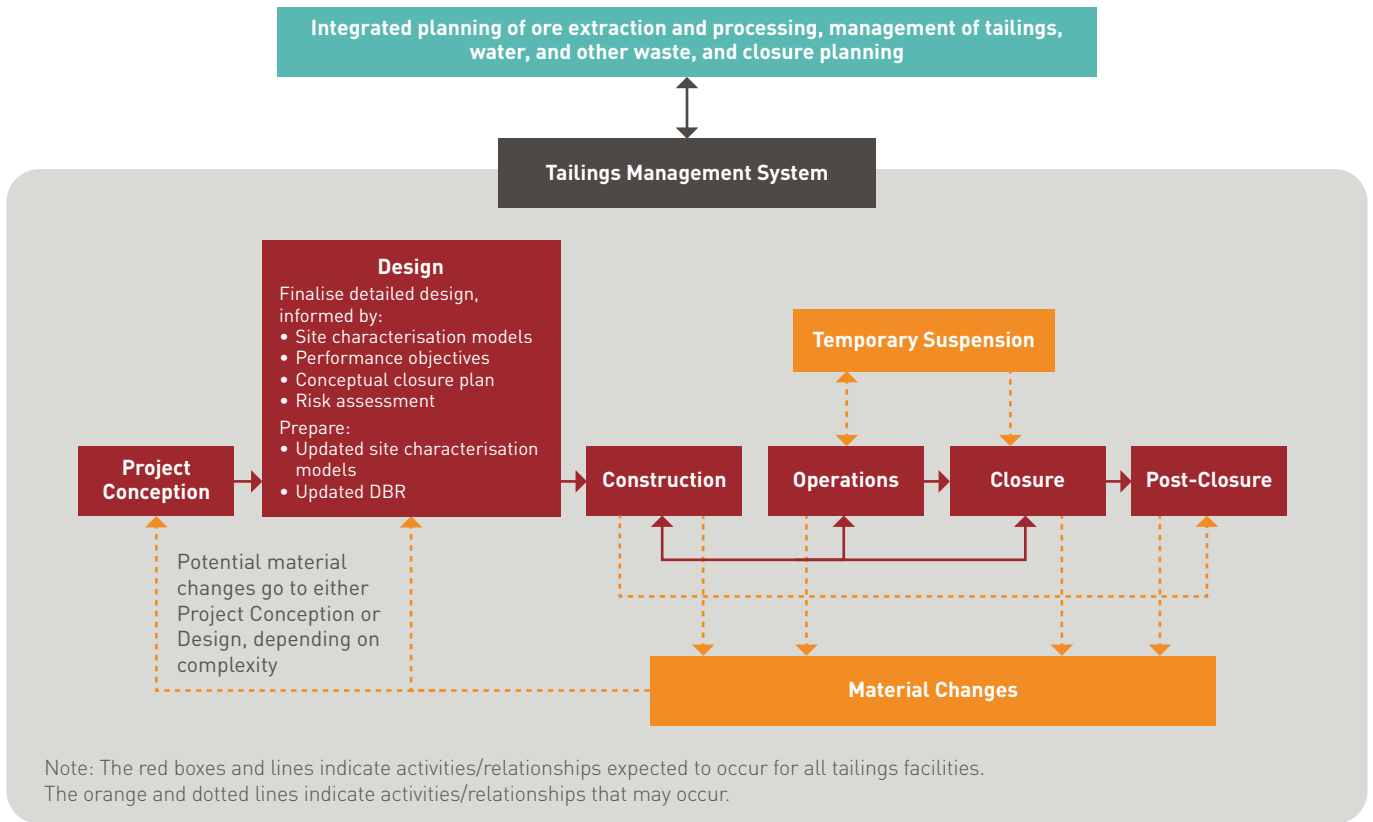 Integrated planning of ore extraction and processing, management of tailings,
water, and other waste, and closure planning
Tailings Management System
Design
Finalise detailed design,
informed by:
• Site characterisation models
• Performance objectives
• Conceptual closure plan
• Risk assessment
Prepare:
• Updated site characterisation
models
• Updated DBR
Temporary Suspension
Project
Conception
Construction
Operations
Closure
Post-Closure
Potential material
changes go to either
Project Conception or
Design, depending on
complexity
Material Changes
Note: The red boxes and lines indicate activities/relationships expected to occur for all tailings facilities.
The orange and dotted lines indicate activities/relationships that may occur.